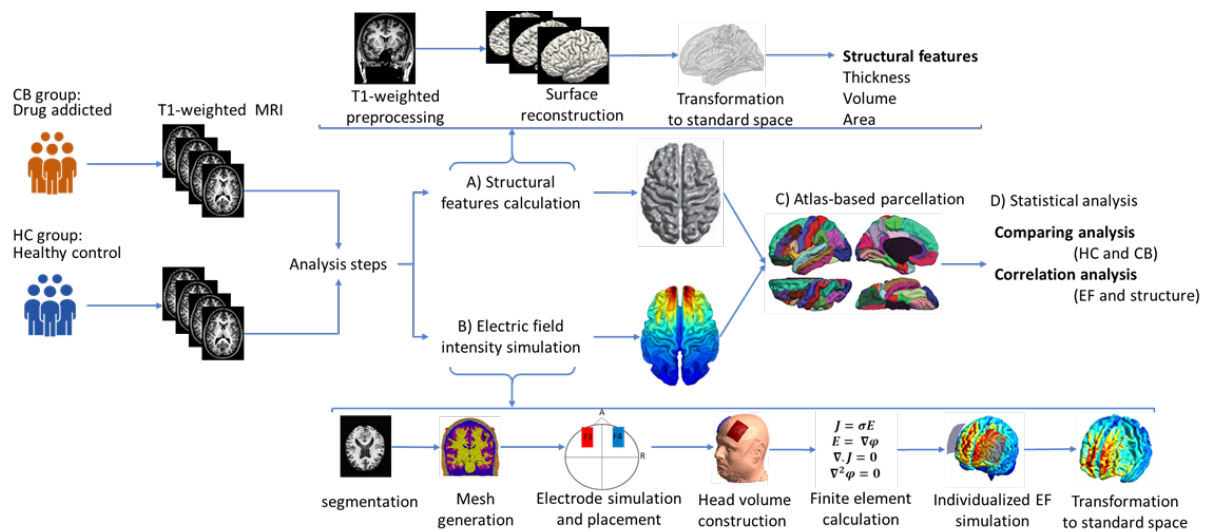 CB group:
Drug addicted
T1-weighted MRI
HC group:
Healthy control
Analysis steps
T1-weighted
preprocessing
Surface
reconstruction
Transformation
to standard space
Structural features
Thickness
Volume
Area
A) Structural
features calculation
B) Electric field
intensity simulation
C) Atlas-based parcellation
D) Statistical analysis
Comparing analysis
(HC and CB)
Correlation analysis
(EF and structure)
segmentation
Mesh
generation
A
F3
F4
R
Electrode simulation
and placement
Head volume
construction
J = σE
E = ∇φ
∇. J = 0
∇²φ = 0
Finite element
calculation
Individualized EF
simulation
Transformation
to standard space